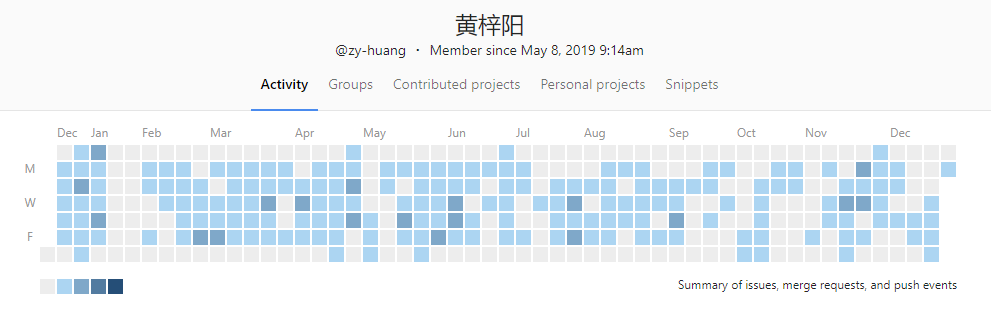 黄梓阳
@zy-huang · Member since May 8, 2019 9:14am
Activity Groups Contributed projects Personal projects Snippets
Dec Jan Feb Mar Apr May Jun Jul Aug Sep Oct Nov Dec
M
W
F
Summary of issues, merge requests, and push events